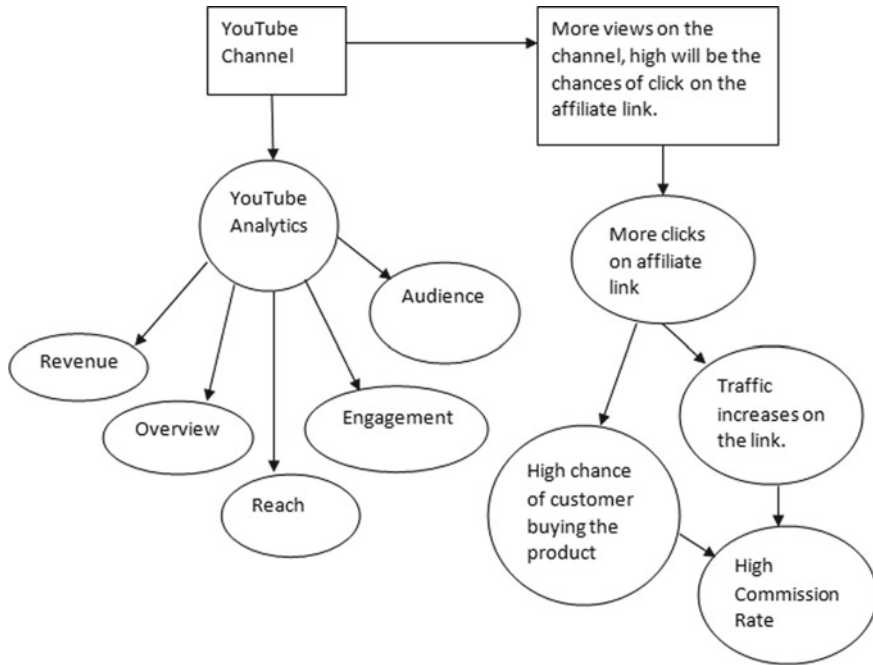 YouTube
Channel
More views on the
channel, high will be the
chances of click on the
affiliate link.
YouTube
Analytics
More clicks
on affiliate
link
Audience
Revenue
Overview
Engagement
Reach
Traffic
increases on
the link.
High chance
of customer
buying the
product
High
Commission
Rate